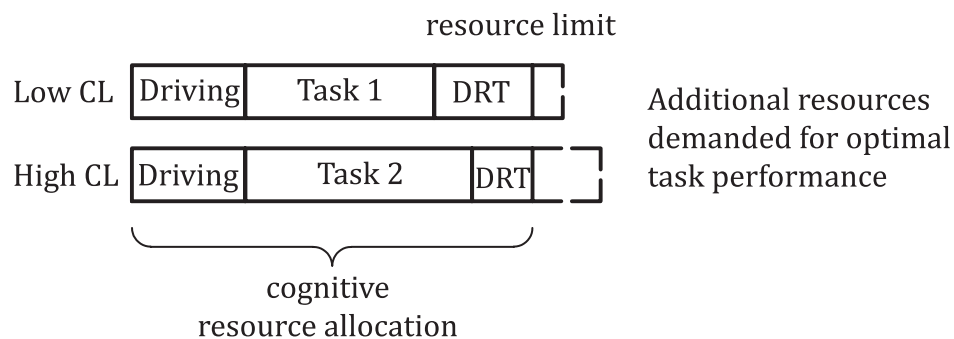 resource limit
Low CL Driving Task 1 DRT
High CL Driving Task 2 DRT
Additional resources
demanded for optimal
task performance
cognitive
resource allocation